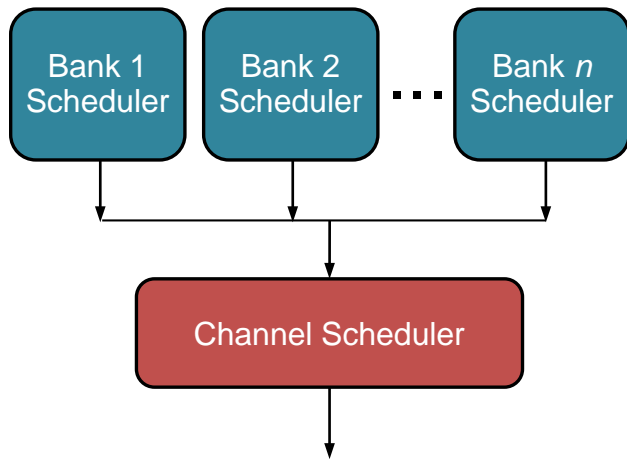 Bank 1
Scheduler
Bank 2
Scheduler
Bank n
Scheduler
Channel Scheduler